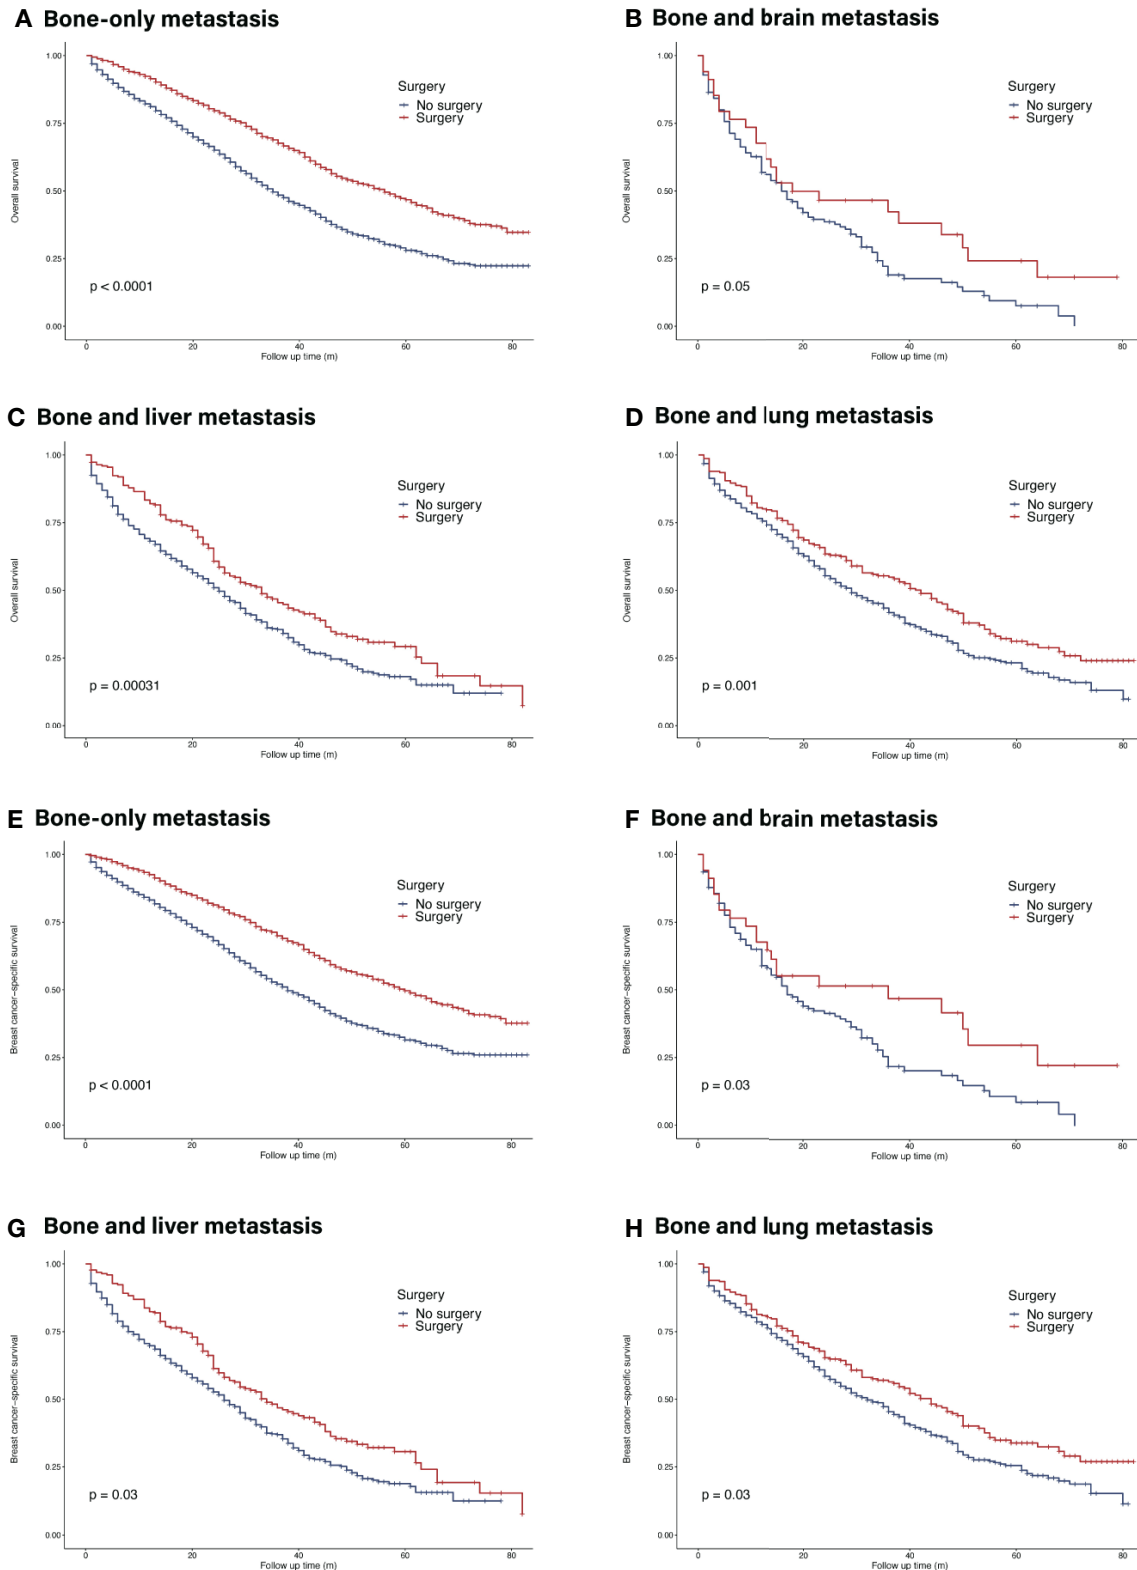 A Bone-only metastasis
1.00
0.75
0.50
0.25
0.00
Overall survival
Surgery
No surgery
Surgery
p < 0.0001
0 20 40 60 80
Follow up time (m)
B Bone and brain metastasis
1.00
0.75
0.50
0.25
0.00
Overall survival
Surgery
No surgery
Surgery
p = 0.05
0 20 40 60 80
Follow up time (m)
C Bone and liver metastasis
1.00
0.75
0.50
0.25
0.00
Overall survival
Surgery
No surgery
Surgery
p = 0.00031
0 20 40 60 80
Follow up time (m)
D Bone and lung metastasis
1.00
0.75
0.50
0.25
0.00
Overall survival
Surgery
No surgery
Surgery
p = 0.001
0 20 40 60 80
Follow up time (m)
E Bone-only metastasis
1.00
0.75
0.50
0.25
0.00
Breast cancer-specific survival
Surgery
No surgery
Surgery
p < 0.0001
0 20 40 60 80
Follow up time (m)
F Bone and brain metastasis
1.00
0.75
0.50
0.25
0.00
Breast cancer-specific survival
Surgery
No surgery
Surgery
p = 0.03
0 20 40 60 80
Follow up time (m)
G Bone and liver metastasis
1.00
0.75
0.50
0.25
0.00
Breast cancer-specific survival
Surgery
No surgery
Surgery
p = 0.03
0 20 40 60 80
Follow up time (m)
H Bone and lung metastasis
1.00
0.75
0.50
0.25
0.00
Breast cancer-specific survival
Surgery
No surgery
Surgery
p = 0.03
0 20 40 60 80
Follow up time (m)